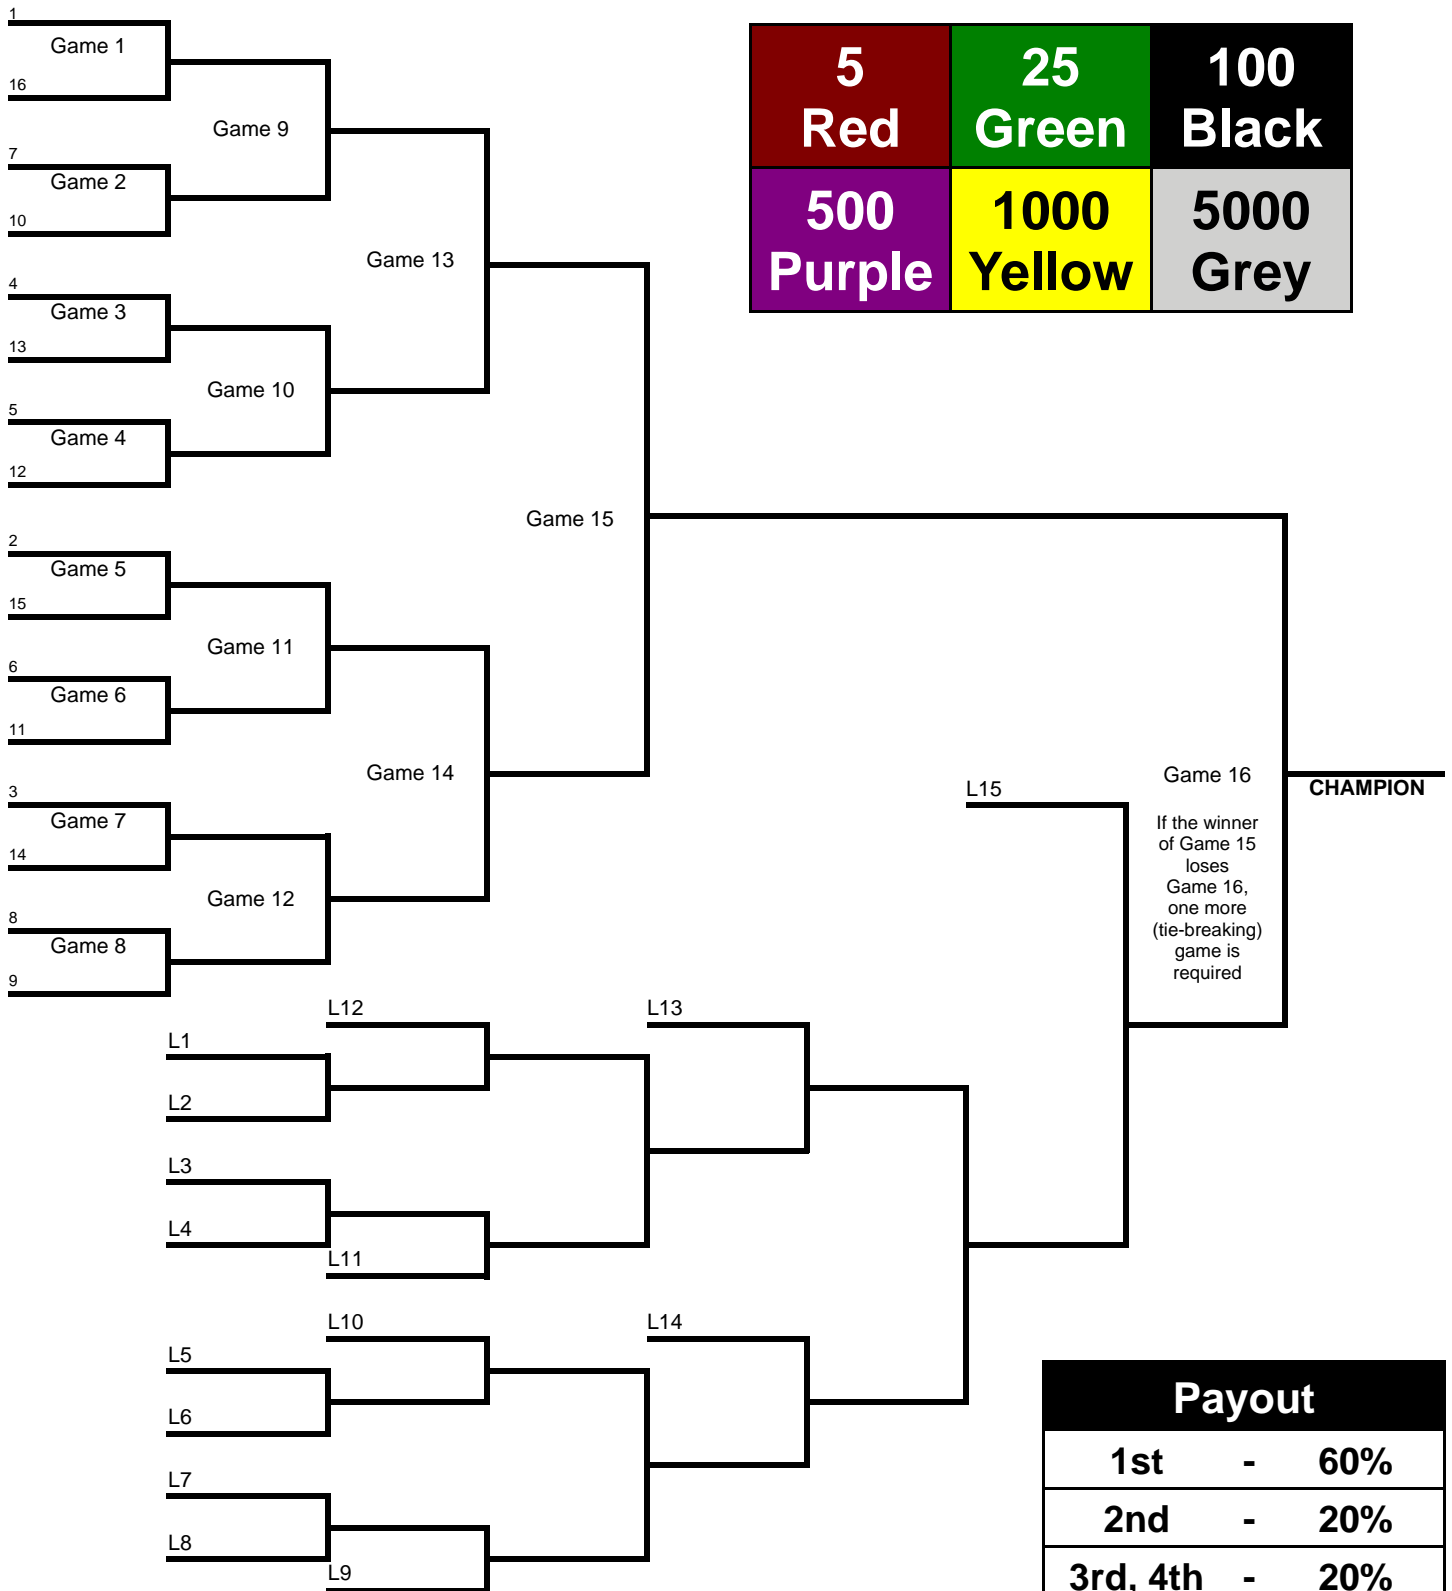 1
Game 1
16
Game 9
7
Game 2
10
Game 13
4
Game 3
13
Game 10
5
Game 4
12
Game 15
2
Game 5
15
Game 11
6
Game 6
11
Game 14
3
Game 7
14
Game 12
8
Game 8
9
5 25 100
Red Green Black
500 1000 5000
Purple Yellow Grey
L15
Game 16
CHAMPION
If the winner
of Game 15
loses
Game 16,
one more
(tie-breaking)
game is
required
L12
L13
L1
L2
L3
L4
L11
L10
L14
L5
L6
L7
L8
L9
Payout
1st - 60%
2nd - 20%
3rd, 4th - 20%